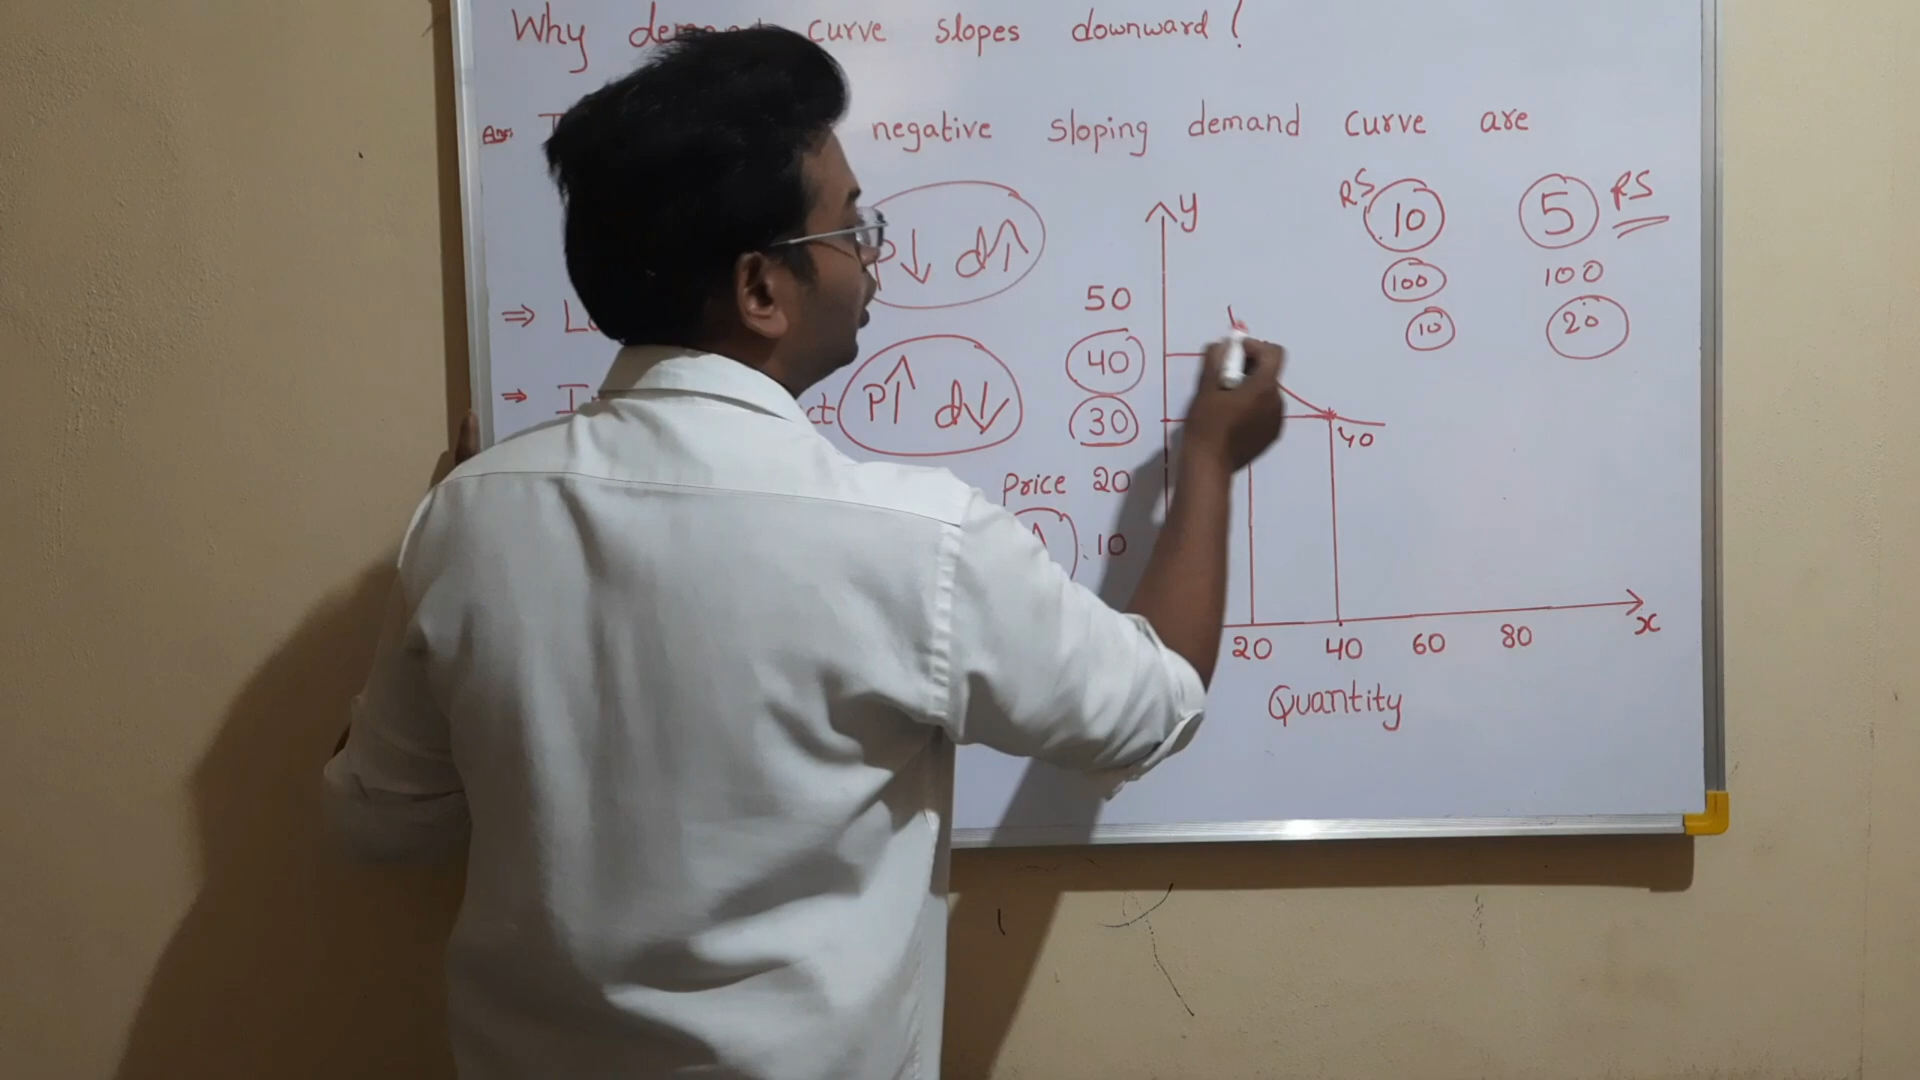 Why demand curve slopes downward?
Ans: negative sloping demand curve are
RS 10 5 RS
P↓ d↑
y
100 100
50
10 20
⇒
40
⇒ ct P↑ d↓
30
40
Price 20
10
20 40 60 80 x
Quantity